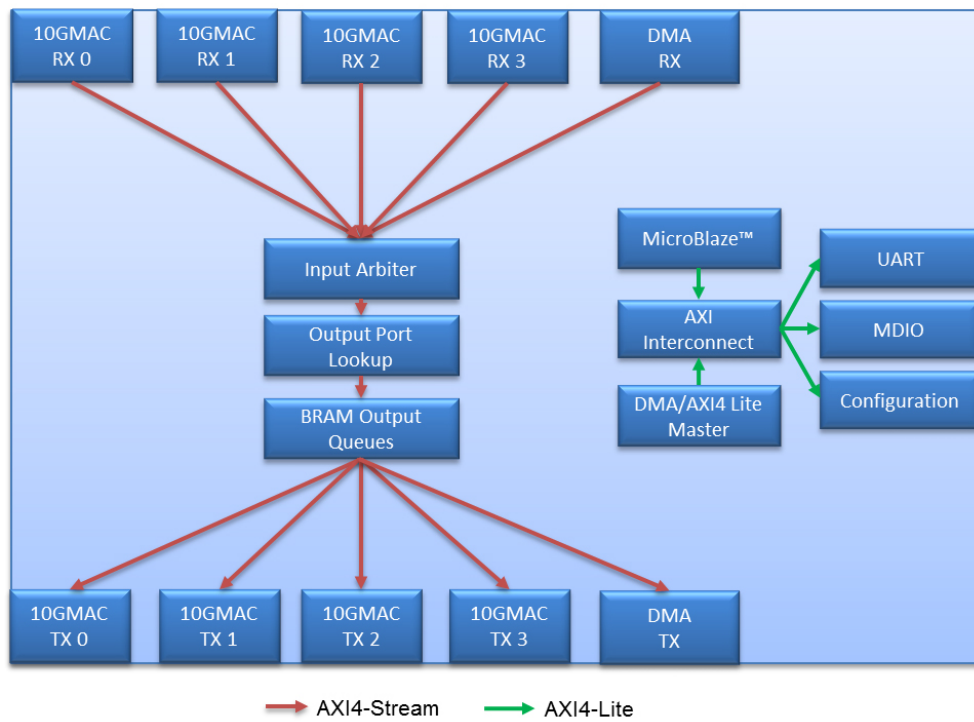 10GMAC
RX 0
10GMAC
RX 1
10GMAC
RX 2
10GMAC
RX 3
DMA
RX
Input Arbiter
Output Port
Lookup
BRAM Output
Queues
MicroBlaze™
AXI
Interconnect
DMA/AXI4 Lite
Master
UART
MDIO
Configuration
10GMAC
TX 0
10GMAC
TX 1
10GMAC
TX 2
10GMAC
TX 3
DMA
TX
AXI4-Stream
AXI4-Lite